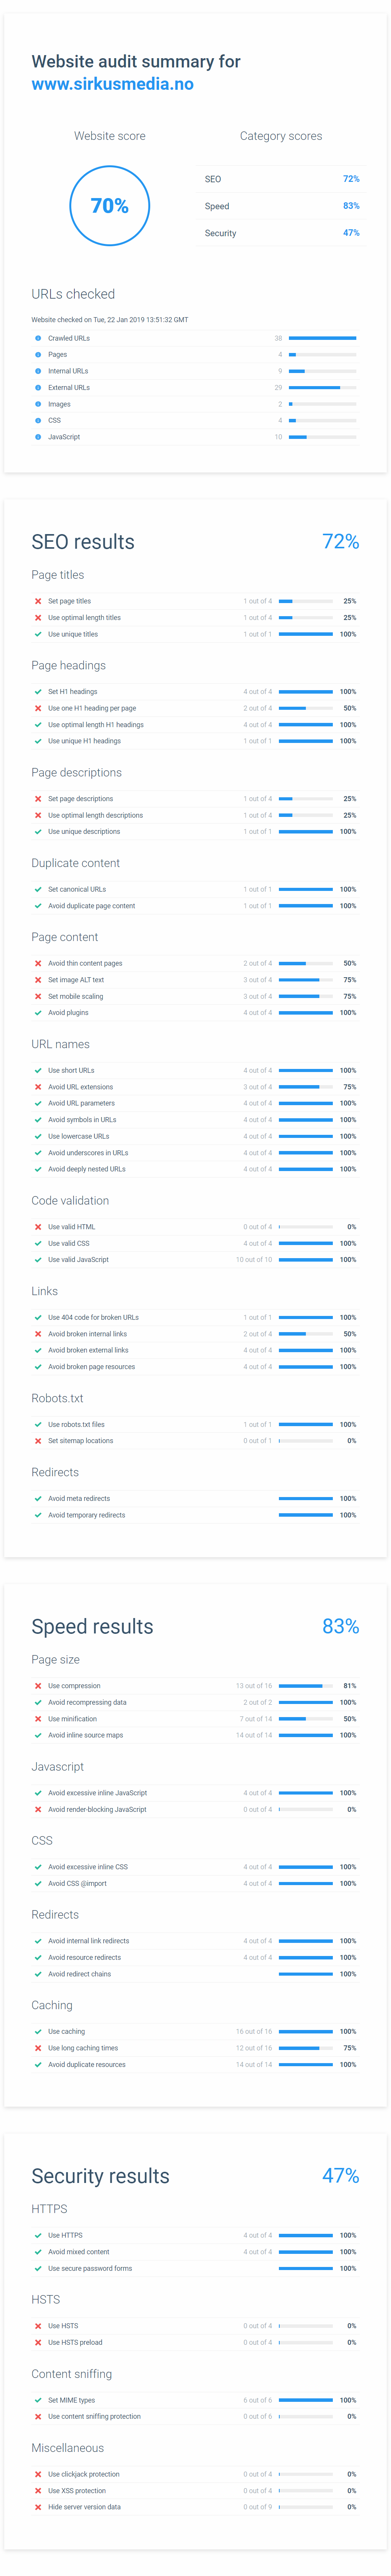 Website audit summary for
www.sirkusmedia.no
Website score
Category scores
70%
SEO 72%
Speed 83%
Security 47%
URLs checked
Website checked on Tue, 22 Jan 2019 13:51:32 GMT
Crawled URLs 38
Pages 4
Internal URLs 9
External URLs 29
Images 2
CSS 4
JavaScript 10
SEO results 72%
Page titles
Set page titles 1 out of 4 25%
Use optimal length titles 1 out of 4 25%
Use unique titles 1 out of 1 100%
Page headings
Set H1 headings 4 out of 4 100%
Use one H1 heading per page 2 out of 4 50%
Use optimal length H1 headings 4 out of 4 100%
Use unique H1 headings 1 out of 1 100%
Page descriptions
Set page descriptions 1 out of 4 25%
Use optimal length descriptions 1 out of 4 25%
Use unique descriptions 1 out of 1 100%
Duplicate content
Set canonical URLs 1 out of 1 100%
Avoid duplicate page content 1 out of 1 100%
Page content
Avoid thin content pages 2 out of 4 50%
Set image ALT text 3 out of 4 75%
Set mobile scaling 3 out of 4 75%
Avoid plugins 4 out of 4 100%
URL names
Use short URLs 4 out of 4 100%
Avoid URL extensions 3 out of 4 75%
Avoid URL parameters 4 out of 4 100%
Avoid symbols in URLs 4 out of 4 100%
Use lowercase URLs 4 out of 4 100%
Avoid underscores in URLs 4 out of 4 100%
Avoid deeply nested URLs 4 out of 4 100%
Code validation
Use valid HTML 0 out of 4 0%
Use valid CSS 4 out of 4 100%
Use valid JavaScript 10 out of 10 100%
Links
Use 404 code for broken URLs 1 out of 1 100%
Avoid broken internal links 2 out of 4 50%
Avoid broken external links 4 out of 4 100%
Avoid broken page resources 4 out of 4 100%
Robots.txt
Use robots.txt files 1 out of 1 100%
Set sitemap locations 0 out of 1 0%
Redirects
Avoid meta redirects 100%
Avoid temporary redirects 100%
Speed results 83%
Page size
Use compression 13 out of 16 81%
Avoid recompressing data 2 out of 2 100%
Use minification 7 out of 14 50%
Avoid inline source maps 14 out of 14 100%
Javascript
Avoid excessive inline JavaScript 4 out of 4 100%
Avoid render-blocking JavaScript 0 out of 4 0%
CSS
Avoid excessive inline CSS 4 out of 4 100%
Avoid CSS @import 4 out of 4 100%
Redirects
Avoid internal link redirects 4 out of 4 100%
Avoid resource redirects 4 out of 4 100%
Avoid redirect chains 100%
Caching
Use caching 16 out of 16 100%
Use long caching times 12 out of 16 75%
Avoid duplicate resources 14 out of 14 100%
Security results 47%
HTTPS
Use HTTPS 4 out of 4 100%
Avoid mixed content 4 out of 4 100%
Use secure password forms 100%
HSTS
Use HSTS 0 out of 4 0%
Use HSTS preload 0 out of 4 0%
Content sniffing
Set MIME types 6 out of 6 100%
Use content sniffing protection 0 out of 6 0%
Miscellaneous
Use clickjack protection 0 out of 4 0%
Use XSS protection 0 out of 4 0%
Hide server version data 0 out of 9 0%